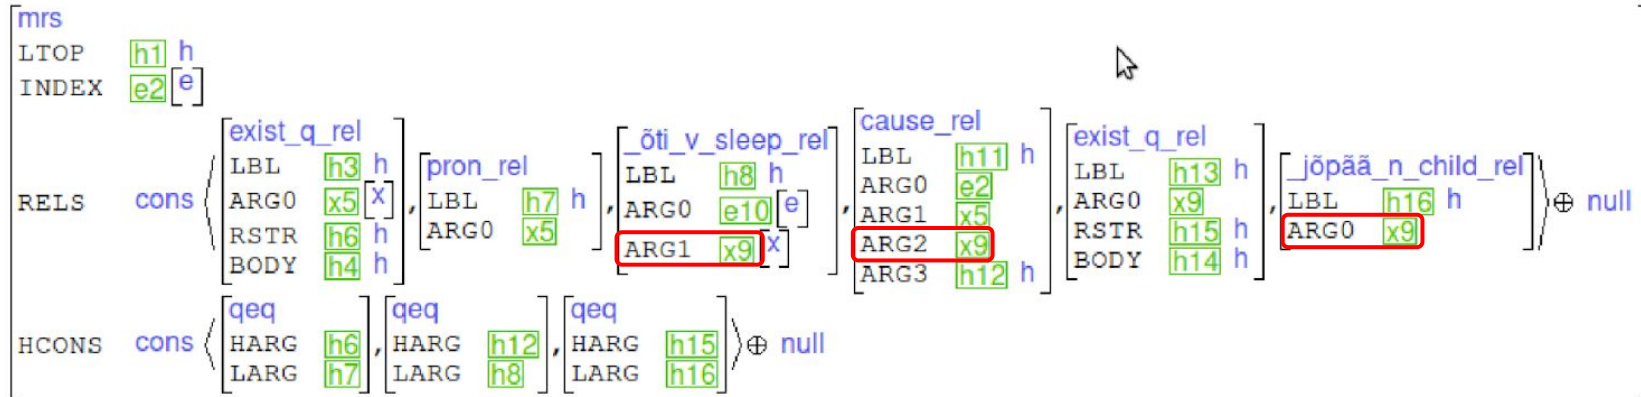 mrs
LTOP h1 h
INDEX e2 [e]
RELS cons ⟨ [exist_q_rel LBL h3 h ARG0 x5 [x] RSTR h6 h BODY h4 h], [pron_rel LBL h7 h ARG0 x5], [_õti_v_sleep_rel LBL h8 h ARG0 e10 [e] ARG1 x9 [x]], [cause_rel LBL h11 h ARG0 e2 ARG1 x5 ARG2 x9 ARG3 h12 h], [exist_q_rel LBL h13 h ARG0 x9 RSTR h15 h BODY h14 h], [_jõpãã_n_child_rel LBL h16 h ARG0 x9] ⟩ ⊕ null
HCONS cons ⟨ [qeq HARG h6 LARG h7], [qeq HARG h12 LARG h8], [qeq HARG h15 LARG h16] ⟩ ⊕ null